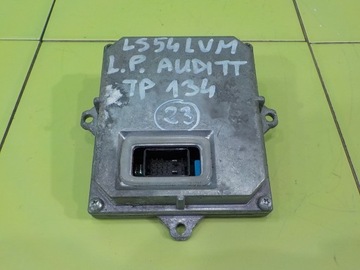 LS54LVM
L.P. AUDI TT
TP 134
23